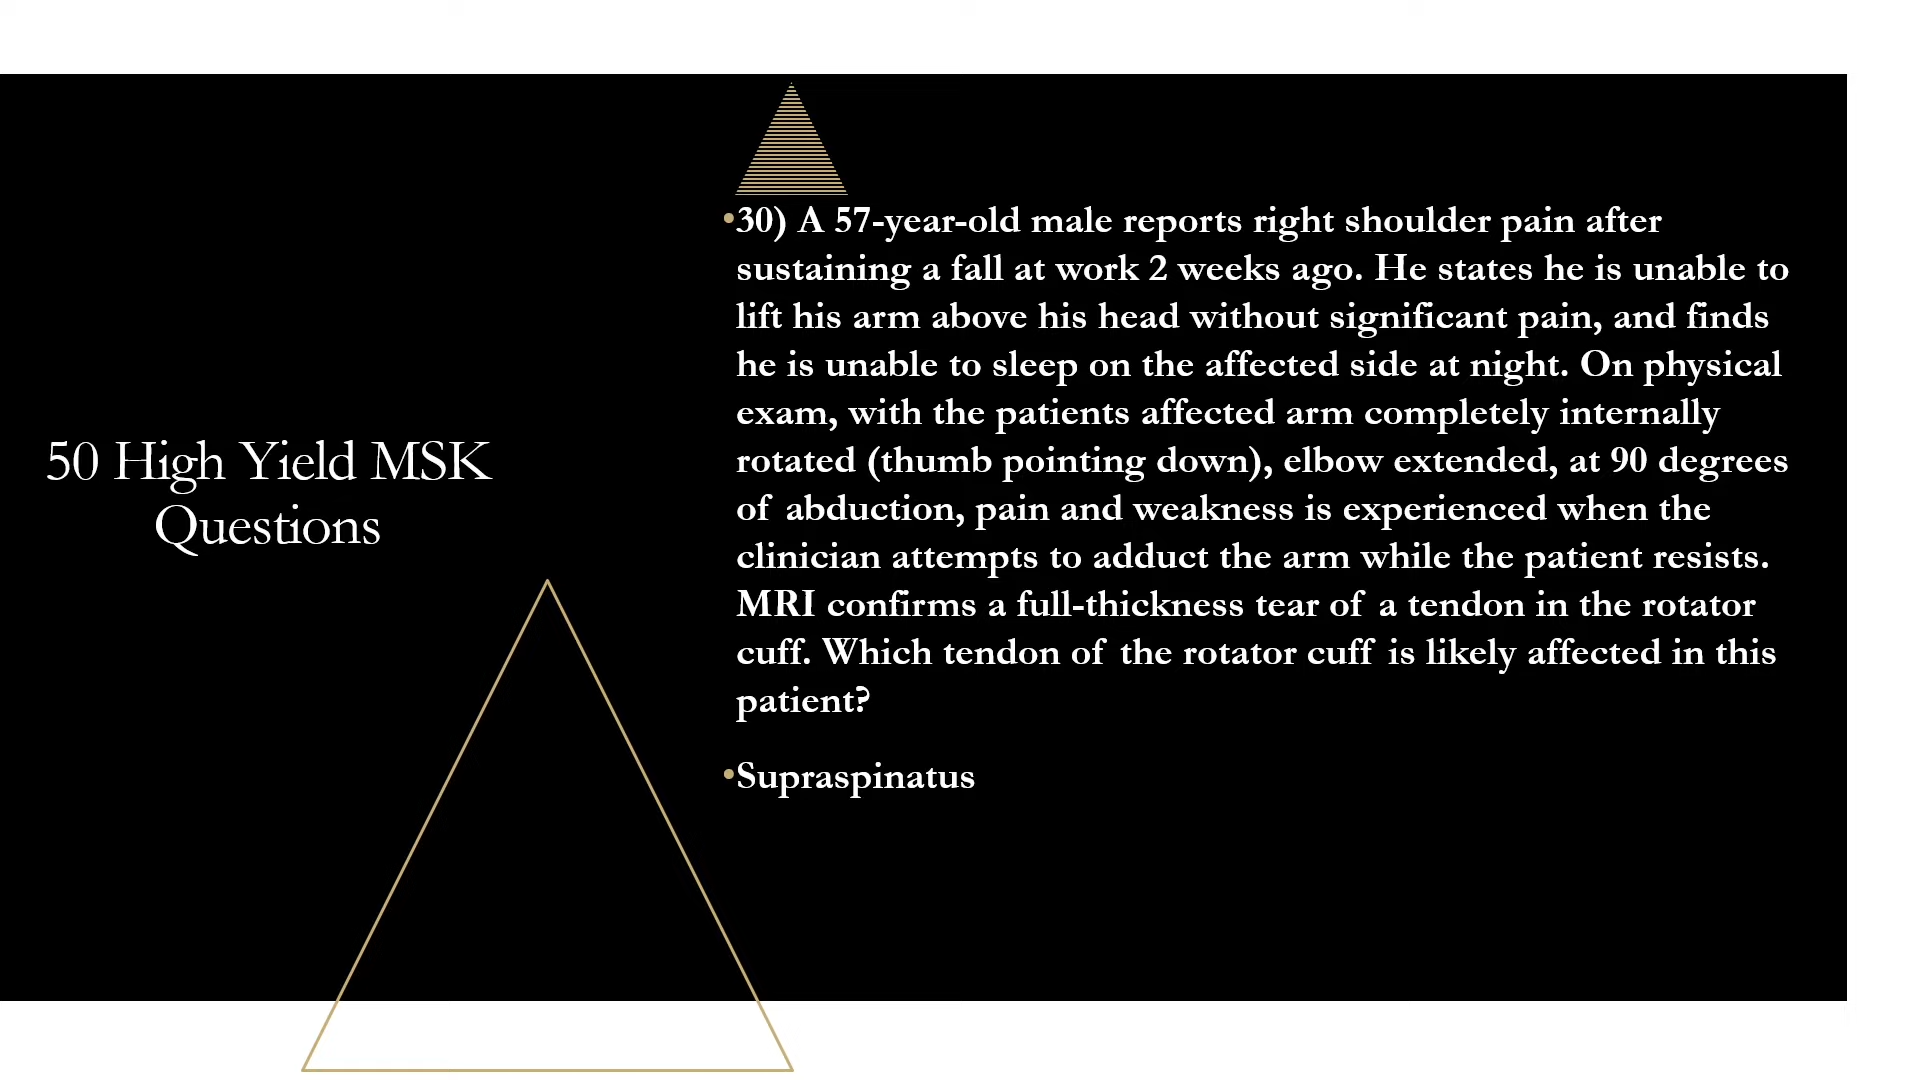 50 High Yield MSK
Questions
•30) A 57-year-old male reports right shoulder pain after
sustaining a fall at work 2 weeks ago. He states he is unable to
lift his arm above his head without significant pain, and finds
he is unable to sleep on the affected side at night. On physical
exam, with the patients affected arm completely internally
rotated (thumb pointing down), elbow extended, at 90 degrees
of abduction, pain and weakness is experienced when the
clinician attempts to adduct the arm while the patient resists.
MRI confirms a full-thickness tear of a tendon in the rotator
cuff. Which tendon of the rotator cuff is likely affected in this
patient?
•Supraspinatus